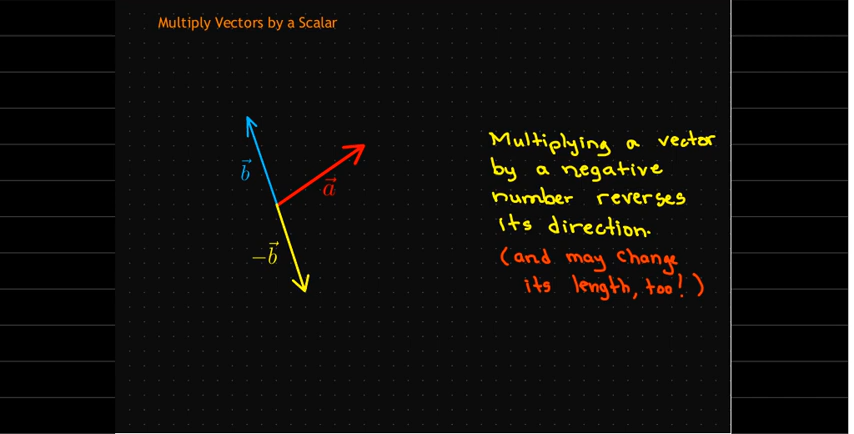 Multiply Vectors by a Scalar
b⃗
a⃗
−b⃗
Multiplying a vector
by a negative
number reverses
its direction.
(and may change
its length, too!)